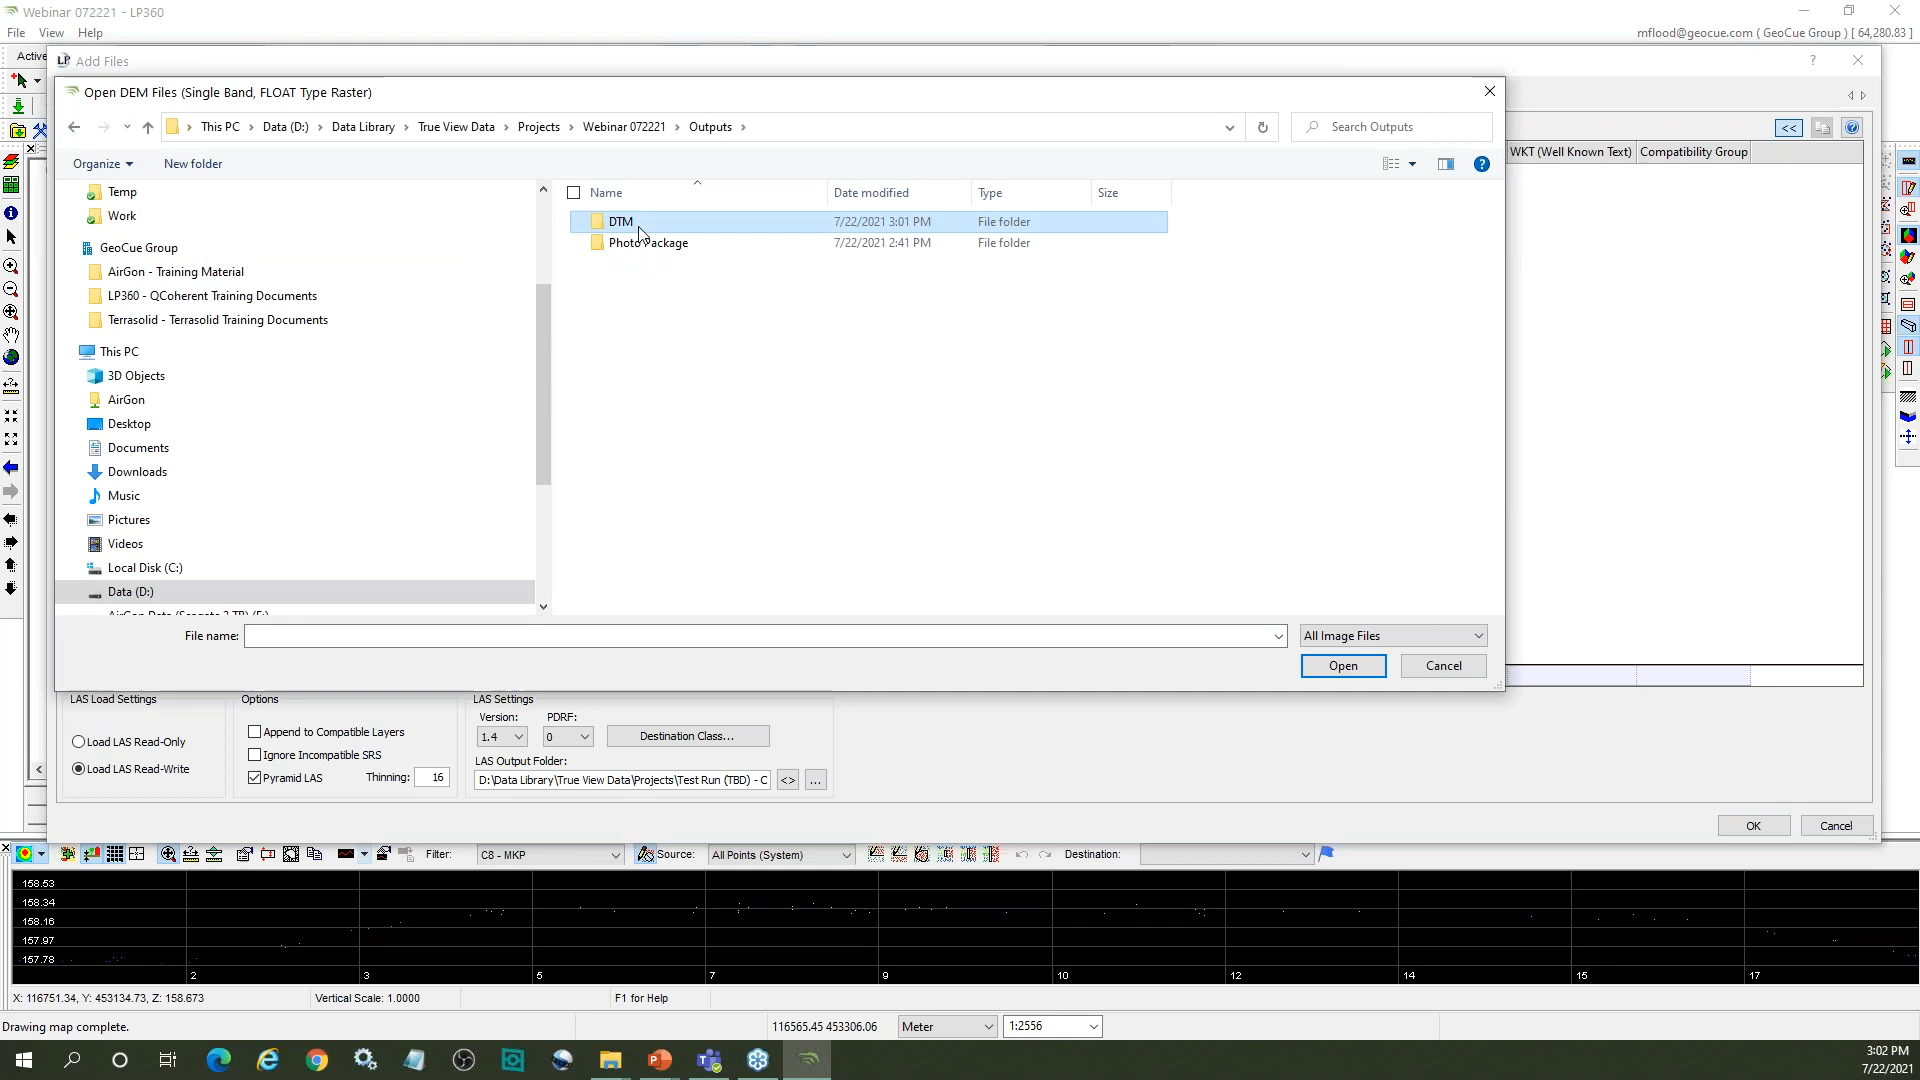 Webinar 072221 - LP360
File View Help
mflood@geocue.com ( GeoCue Group ) [ 64,280.83 ]
Active
LP Add Files
?
Open DEM Files (Single Band, FLOAT Type Raster)
This PC > Data (D:) > Data Library > True View Data > Projects > Webinar 072221 > Outputs >
Search Outputs
<<
Organize
New folder
WKT (Well Known Text) Compatibility Group
Name Date modified Type Size
DTM 7/22/2021 3:01 PM File folder
Photo Package 7/22/2021 2:41 PM File folder
Temp
Work
GeoCue Group
AirGon - Training Material
LP360 - QCoherent Training Documents
Terrasolid - Terrasolid Training Documents
This PC
3D Objects
AirGon
Desktop
Documents
Downloads
Music
Pictures
Videos
Local Disk (C:)
Data (D:)
File name:
All Image Files
Open
Cancel
LAS Load Settings
Load LAS Read-Only
Load LAS Read-Write
Options
Append to Compatible Layers
Ignore Incompatible SRS
Pyramid LAS Thinning: 16
LAS Settings
Version: PDRF:
1.4 0 Destination Class...
LAS Output Folder:
D:\Data Library\True View Data\Projects\Test Run (TBD) - C <> ...
OK Cancel
Filter: C8 - MKP Source: All Points (System) Destination:
158.53
158.34
158.16
157.97
157.78
2 3 5 7 9 10 12 14 15 17
X: 116751.34, Y: 453134.73, Z: 158.673 Vertical Scale: 1.0000 F1 for Help
Drawing map complete. 116565.45 453306.06 Meter 1:2556
3:02 PM
7/22/2021